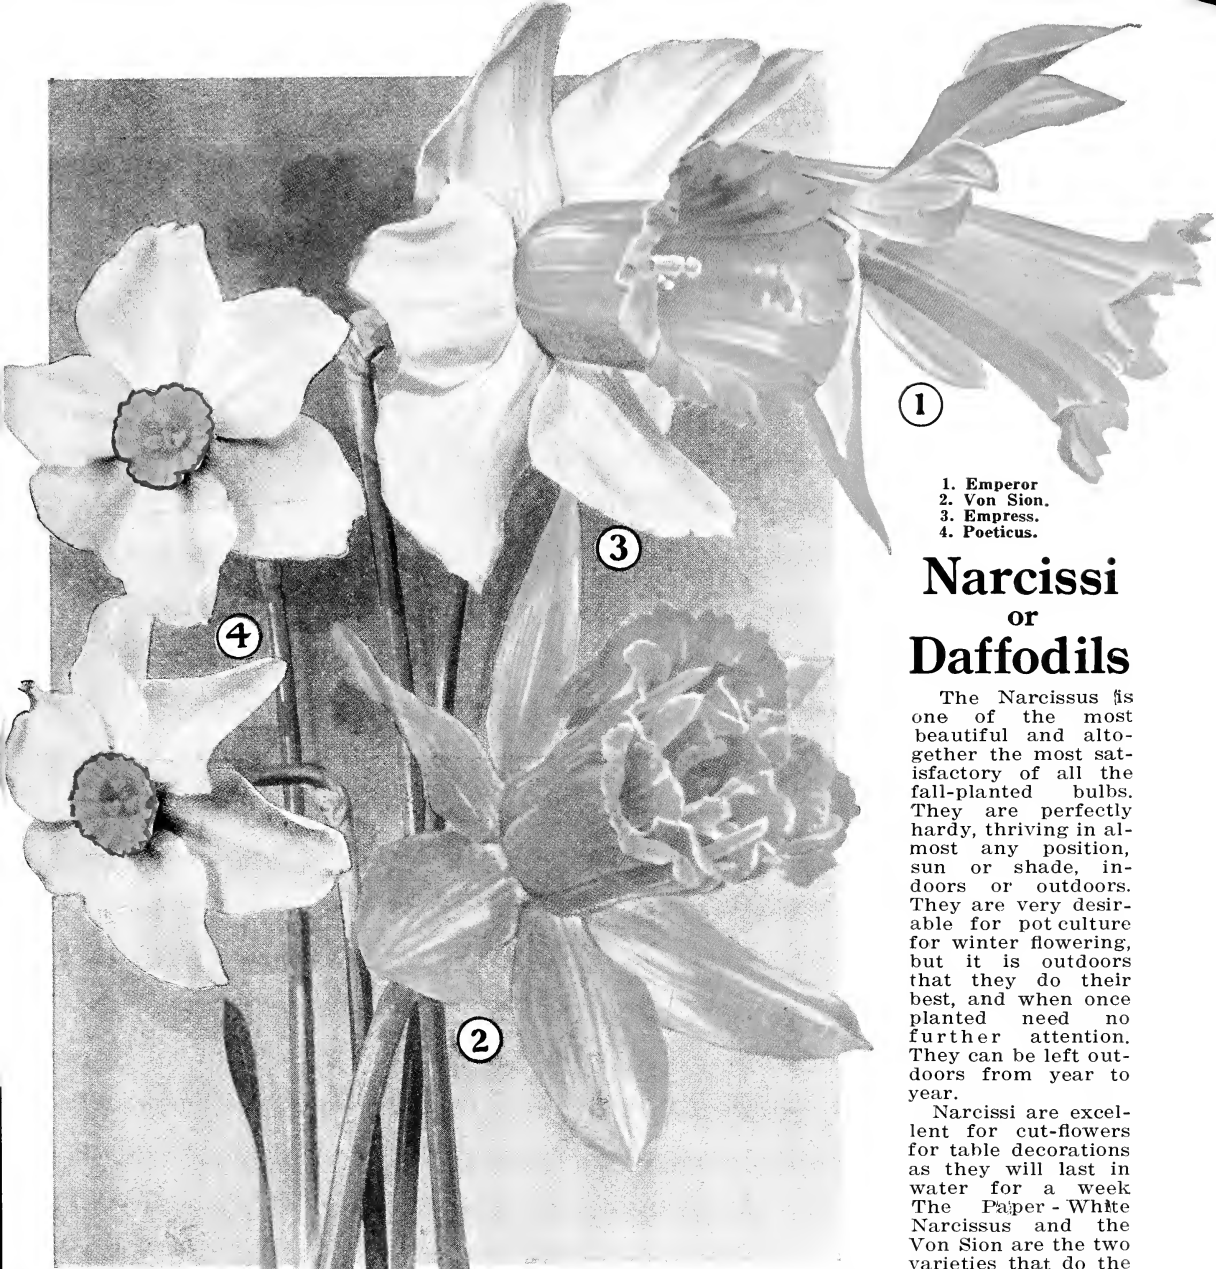 1
3
4
2
1. Emperor
2. Von Sion.
3. Empress.
4. Poeticus.
Narcissi
or
Daffodils
The Narcissus is
one of the most
beautiful and alto-
gether the most sat-
isfactory of all the
fall-planted bulbs.
They are perfectly
hardy, thriving in al-
most any position,
sun or shade, in-
doors or outdoors.
They are very desir-
able for pot culture
for winter flowering,
but it is outdoors
that they do their
best, and when once
planted need no
further attention.
They can be left out-
doors from year to
year.
Narcissi are excel-
lent for cut-flowers
for table decorations
as they will last in
water for a week
The Paper-White
Narcissus and the
Von Sion are the two
varieties that do the